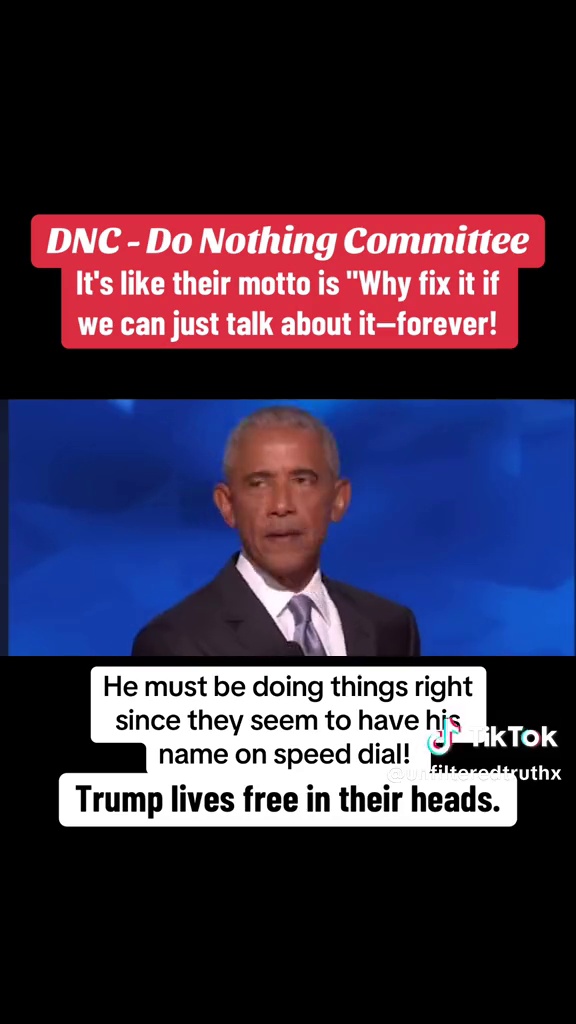 DNC - Do Nothing Committee
It's like their motto is "Why fix it if
we can just talk about it—forever!
He must be doing things right
since they seem to have his
name on speed dial!
TikTok
@unfilteredtruthx
Trump lives free in their heads.